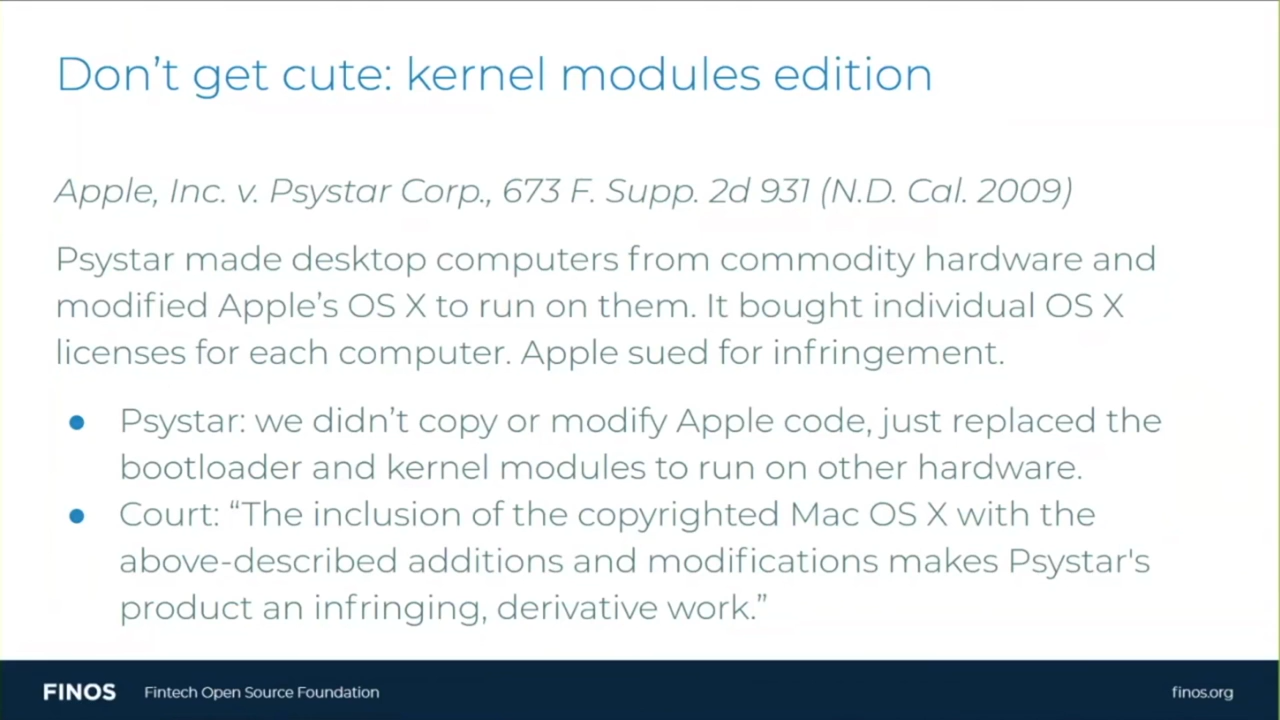 Don’t get cute: kernel modules edition
Apple, Inc. v. Psystar Corp., 673 F. Supp. 2d 931 (N.D. Cal. 2009)
Psystar made desktop computers from commodity hardware and
modified Apple’s OS X to run on them. It bought individual OS X
licenses for each computer. Apple sued for infringement.
● Psystar: we didn’t copy or modify Apple code, just replaced the
bootloader and kernel modules to run on other hardware.
● Court: “The inclusion of the copyrighted Mac OS X with the
above-described additions and modifications makes Psystar's
product an infringing, derivative work.”
FINOS Fintech Open Source Foundation finos.org